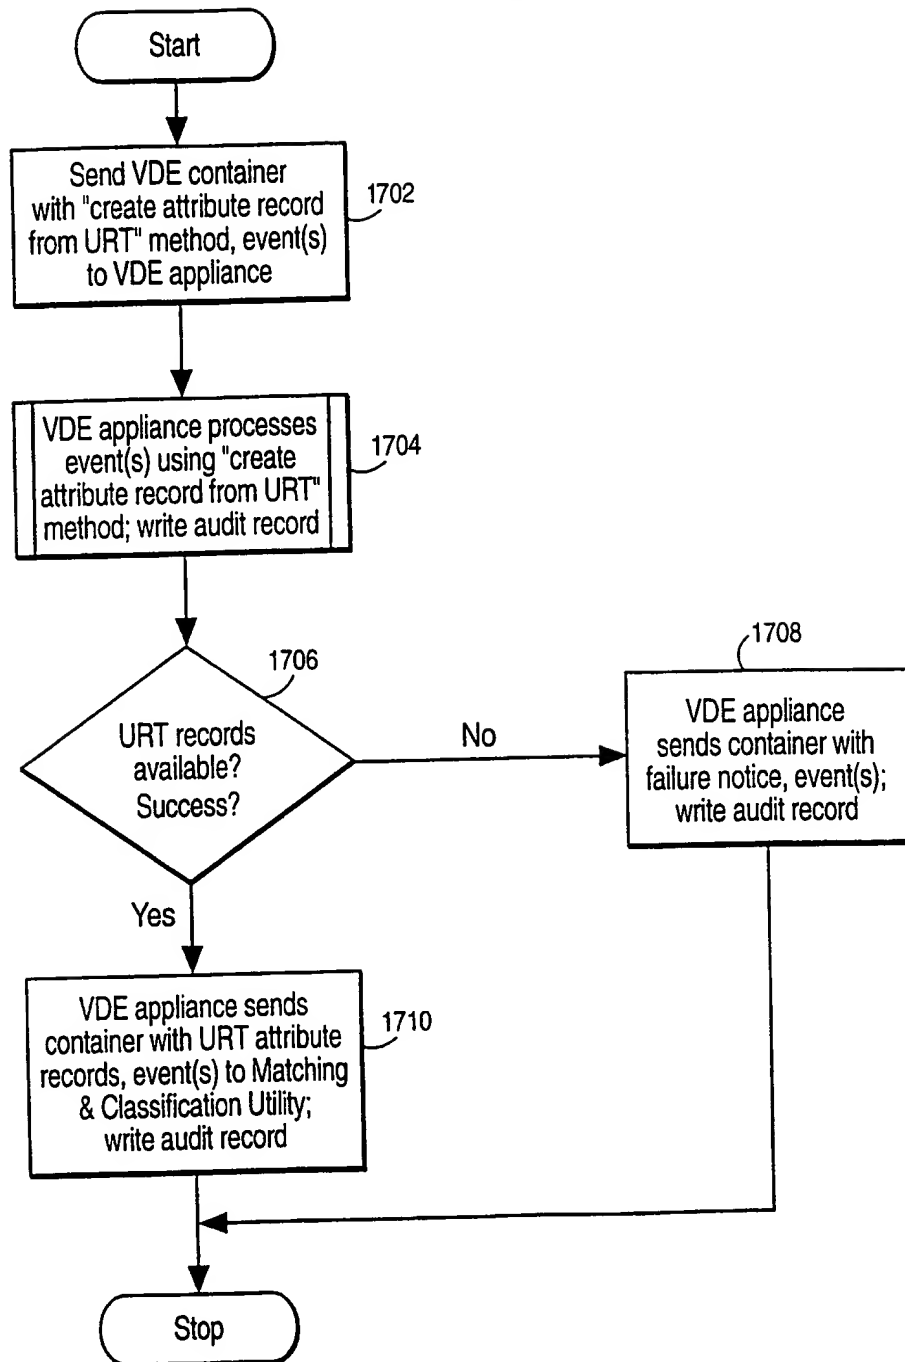 Start
Send VDE container
with "create attribute record
from URT" method, event(s)
to VDE appliance
1702
VDE appliance processes
event(s) using "create
attribute record from URT"
method; write audit record
1704
1706
URT records
available?
Success?
No
1708
VDE appliance
sends container with
failure notice, event(s);
write audit record
Yes
VDE appliance sends
container with URT attribute
records, event(s) to Matching
& Classification Utility;
write audit record
1710
Stop